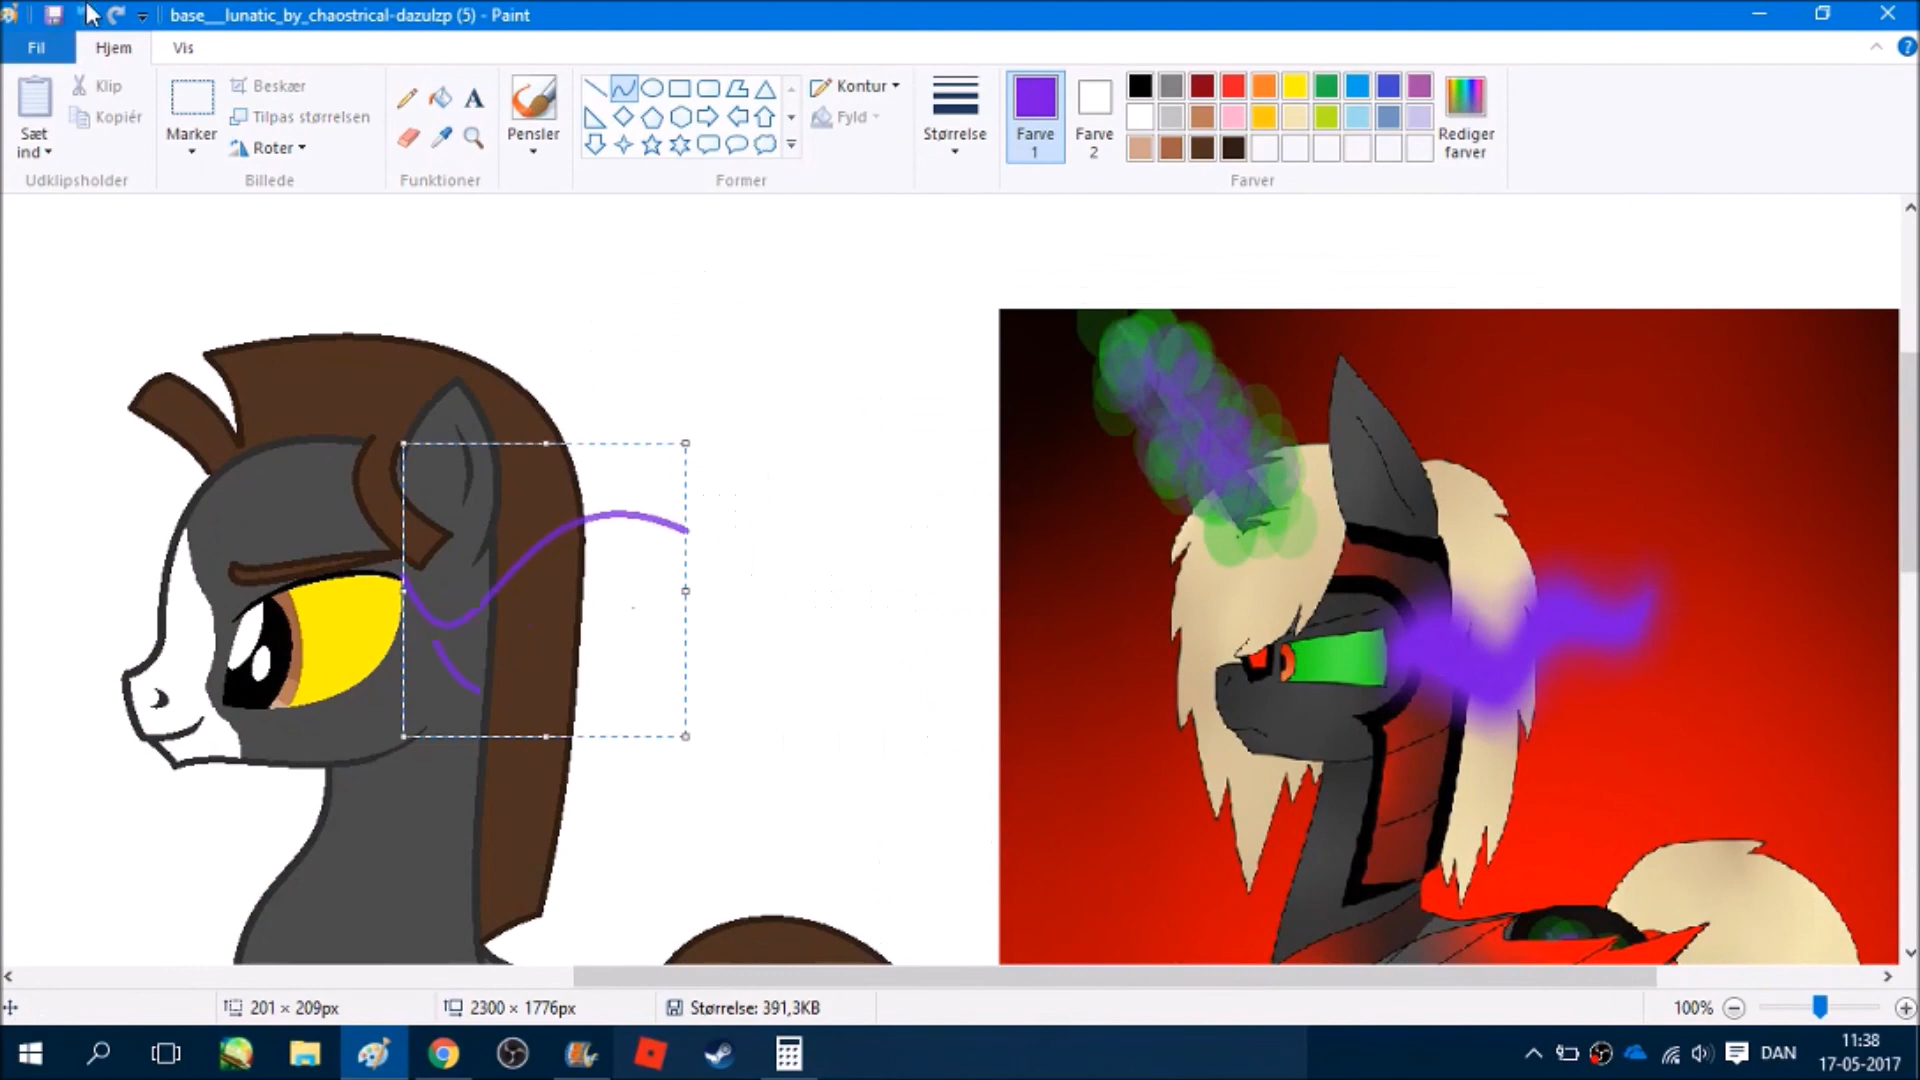 base__lunatic_by_chaostrical-dazulzp (5) - Paint
Fil Hjem Vis
Sæt ind
Klip
Kopiér
Udklipsholder
Marker
Beskær
Tilpas størrelsen
Roter
Billede
A
Funktioner
Pensler
Kontur
Fyld
Former
Størrelse
Farve 1
Farve 2
Rediger farver
Farver
201 × 209px
2300 × 1776px
Størrelse: 391,3KB
100%
DAN
11:38
17-05-2017